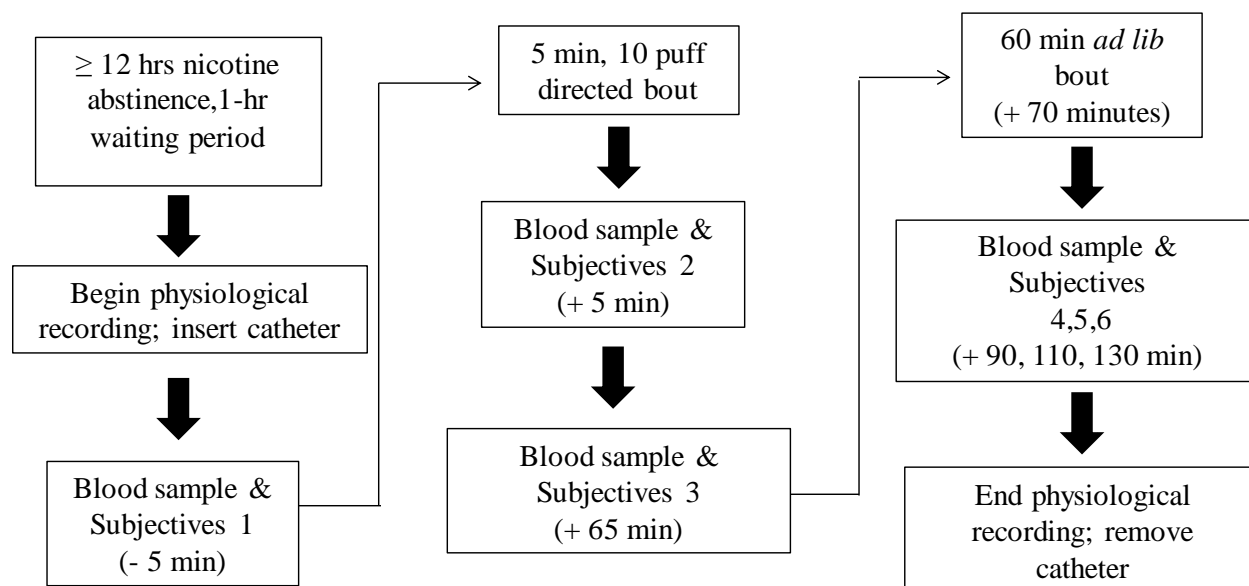 ≥ 12 hrs nicotine
abstinence,1-hr
waiting period
Begin physiological
recording; insert catheter
Blood sample &
Subjectives 1
(- 5 min)
5 min, 10 puff
directed bout
Blood sample &
Subjectives 2
(+ 5 min)
Blood sample &
Subjectives 3
(+ 65 min)
60 min ad lib
bout
(+ 70 minutes)
Blood sample &
Subjectives
4,5,6
(+ 90, 110, 130 min)
End physiological
recording; remove
catheter